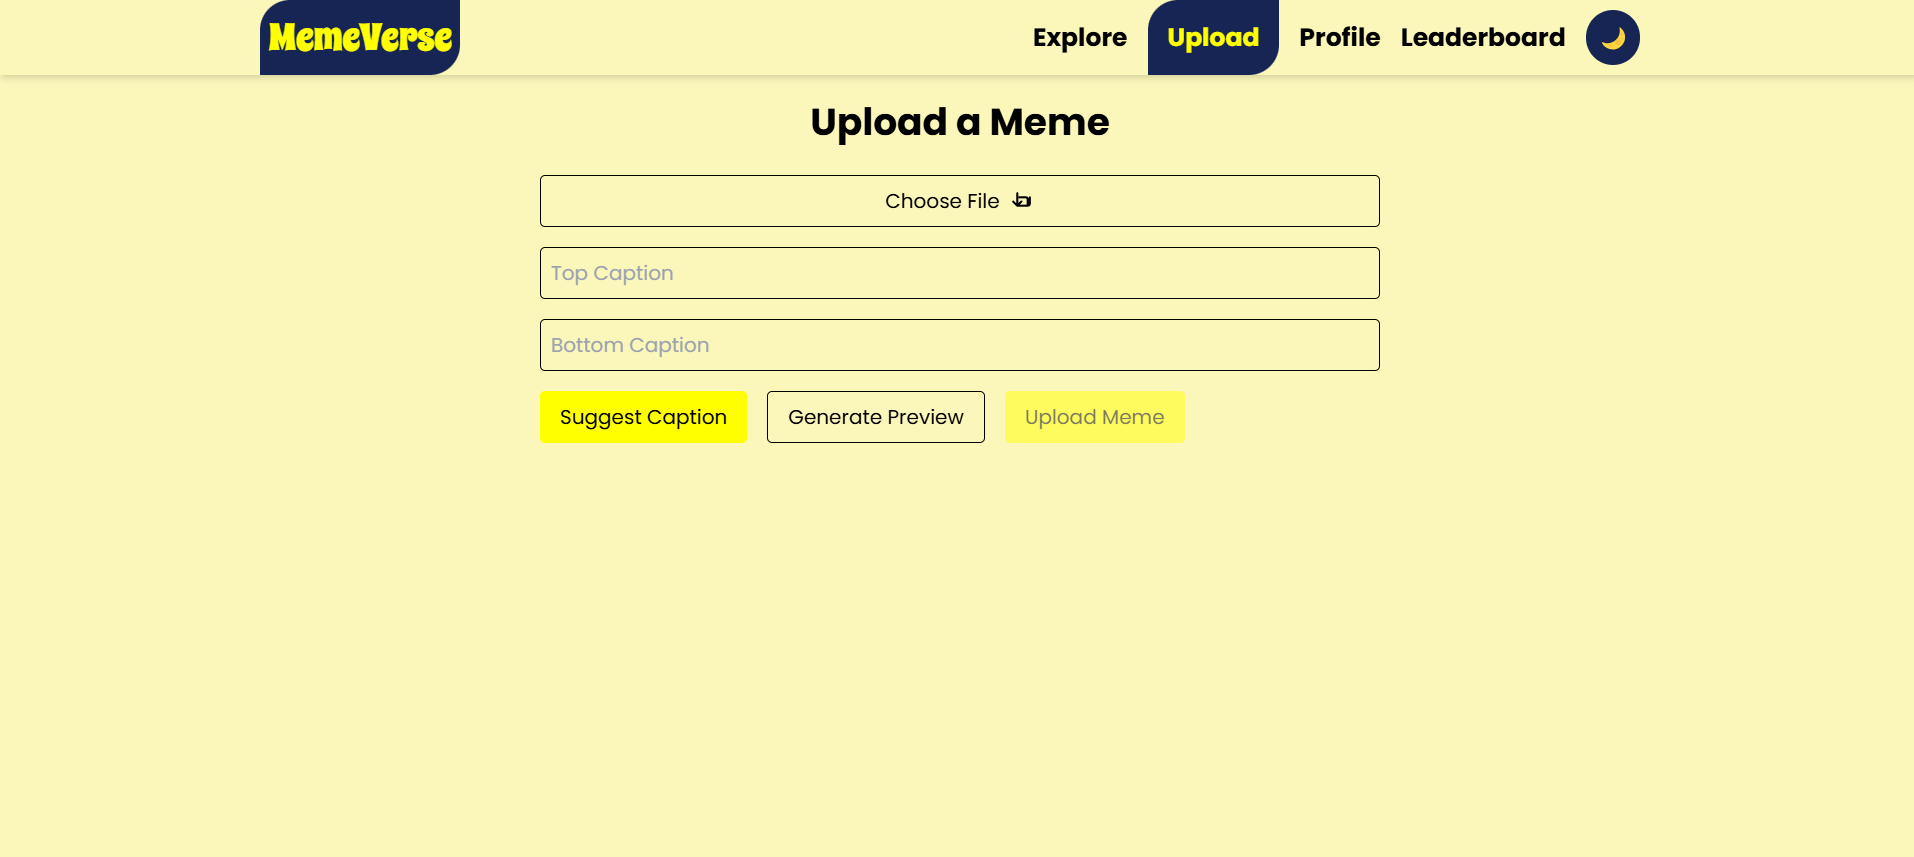 MemeVerse
Explore Upload Profile Leaderboard
Upload a Meme
Choose File
Top Caption
Bottom Caption
Suggest Caption Generate Preview Upload Meme